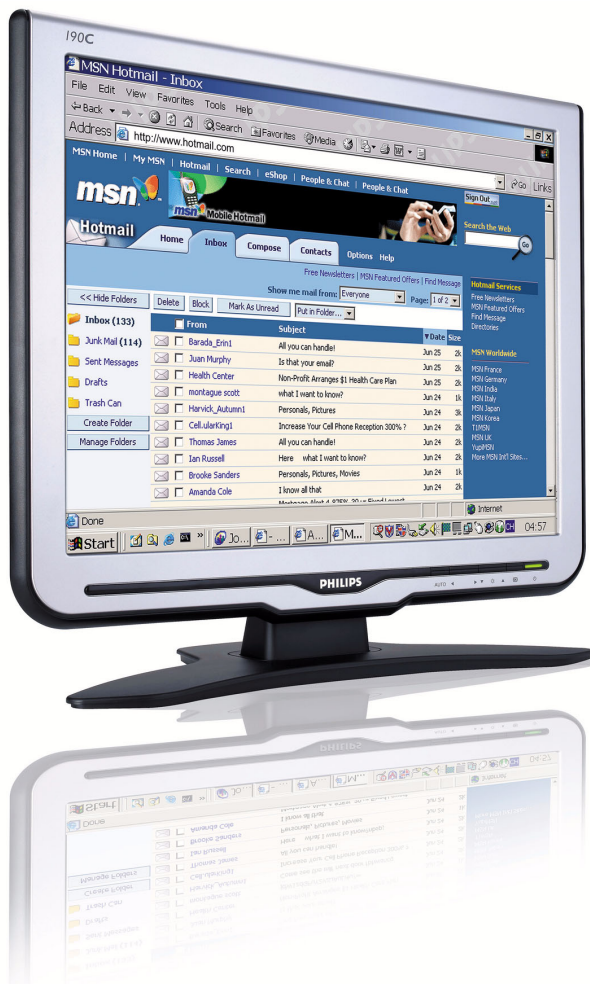 190C
MSN Hotmail - Inbox
File Edit View Favorites Tools Help
Back Search Favorites Media
Address http://www.hotmail.com Go Links
MSN Home | My MSN | Hotmail | Search | eShop | People & Chat | People & Chat
Sign Out
msn
msn Mobile Hotmail
Search the Web
Go
Hotmail
Home Inbox Compose Contacts Options Help
Free Newsletters | MSN Featured Offers | Find Message
Show me mail from: Everyone Page: 1 of 2
<< Hide Folders Delete Block Mark As Unread Put in Folder...
From Subject Date Size
Inbox (133)
Junk Mail (114)
Sent Messages
Drafts
Trash Can
Create Folder
Manage Folders
Barada_Erin1 All you can handle! Jun 25 2k
Juan Murphy Is that your email? Jun 25 2k
Health Center Non-Profit Arranges $1 Health Care Plan Jun 25 2k
montague scott what I want to know? Jun 24 2k
Harvick_Autumn1 Personals, Pictures Jun 24 3k
Cell.ularKing1 Increase Your Cell Phone Reception 300% ? Jun 24 2k
Thomas James All you can handle! Jun 24 2k
Ian Russell Here what I want to know? Jun 24 2k
Brooke Sanders Personals, Pictures, Movies Jun 24 1k
Amanda Cole I know all that Jun 24 2k
Hotmail Services
Free Newsletters
MSN Featured Offers
Find Message
Directories
MSN Worldwide
MSN France
MSN Germany
MSN India
MSN Italy
MSN Japan
MSN Korea
T1MSN
MSN UK
YupiMSN
More MSN Int'l Sites...
Done Internet
Start Jo... - ... A... M... CH 04:57
PHILIPS
AUTO